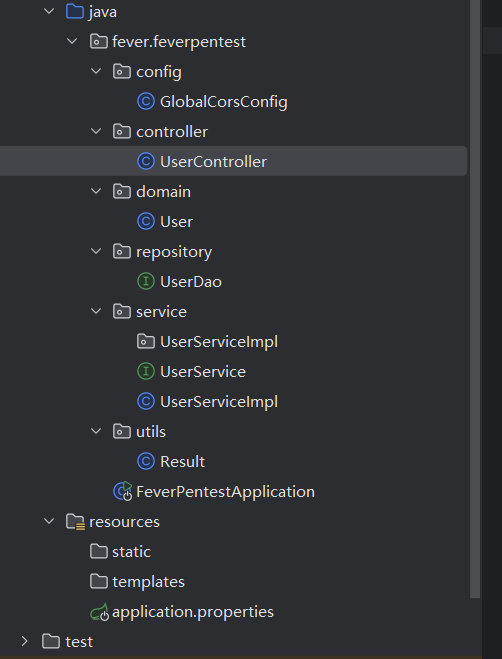 java
fever.feverpentest
config
GlobalCorsConfig
controller
UserController
domain
User
repository
UserDao
service
UserServiceImpl
UserService
UserServiceImpl
utils
Result
FeverPentestApplication
resources
static
templates
application.properties
test